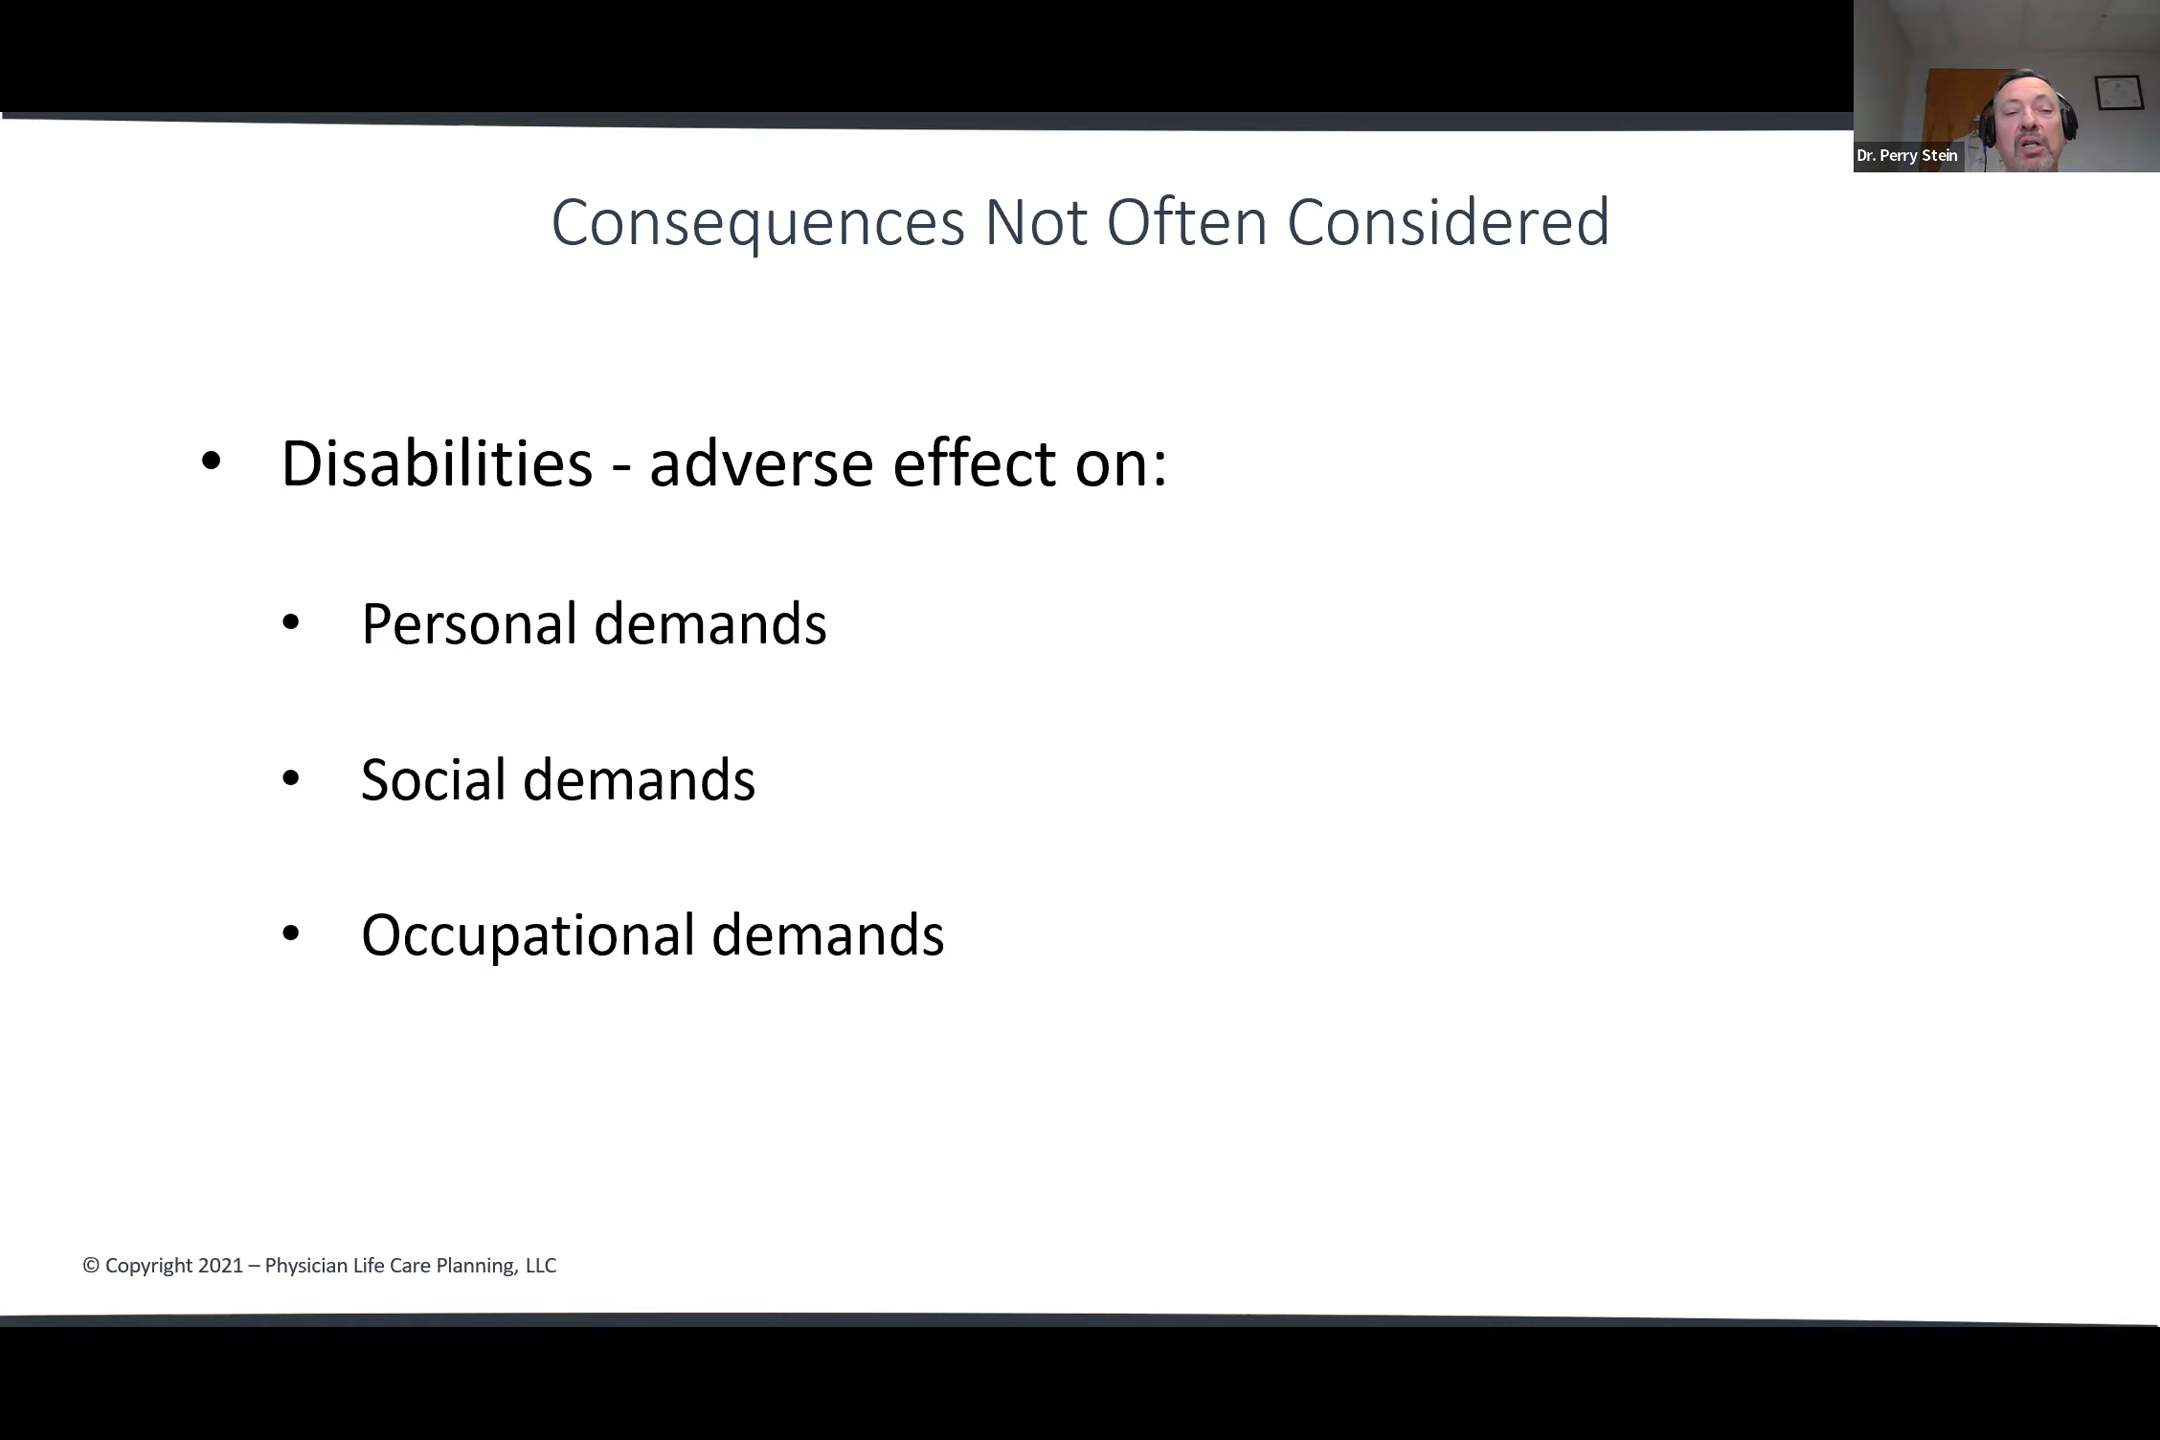 Dr. Perry Stein
Consequences Not Often Considered
• Disabilities - adverse effect on:
• Personal demands
• Social demands
• Occupational demands
© Copyright 2021 – Physician Life Care Planning, LLC